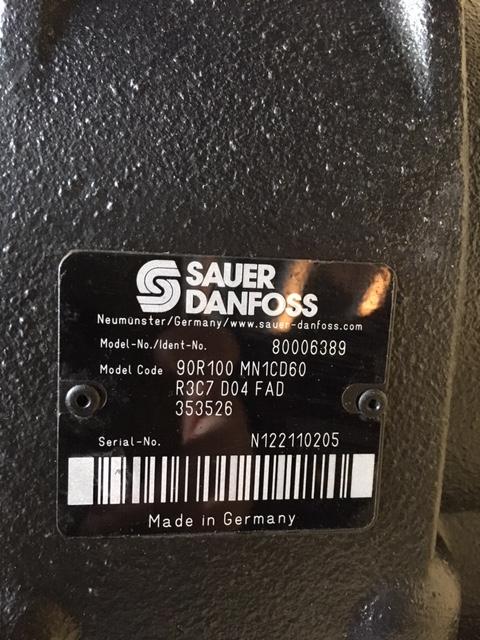 SAUER
DANFOSS
Neumünster/Germany/www.sauer-danfoss.com
Model-No./Ident-No. 80006389
Model Code 90R100 MN1CD60
R3C7 D04 FAD
353526
Serial-No. N122110205
Made in Germany